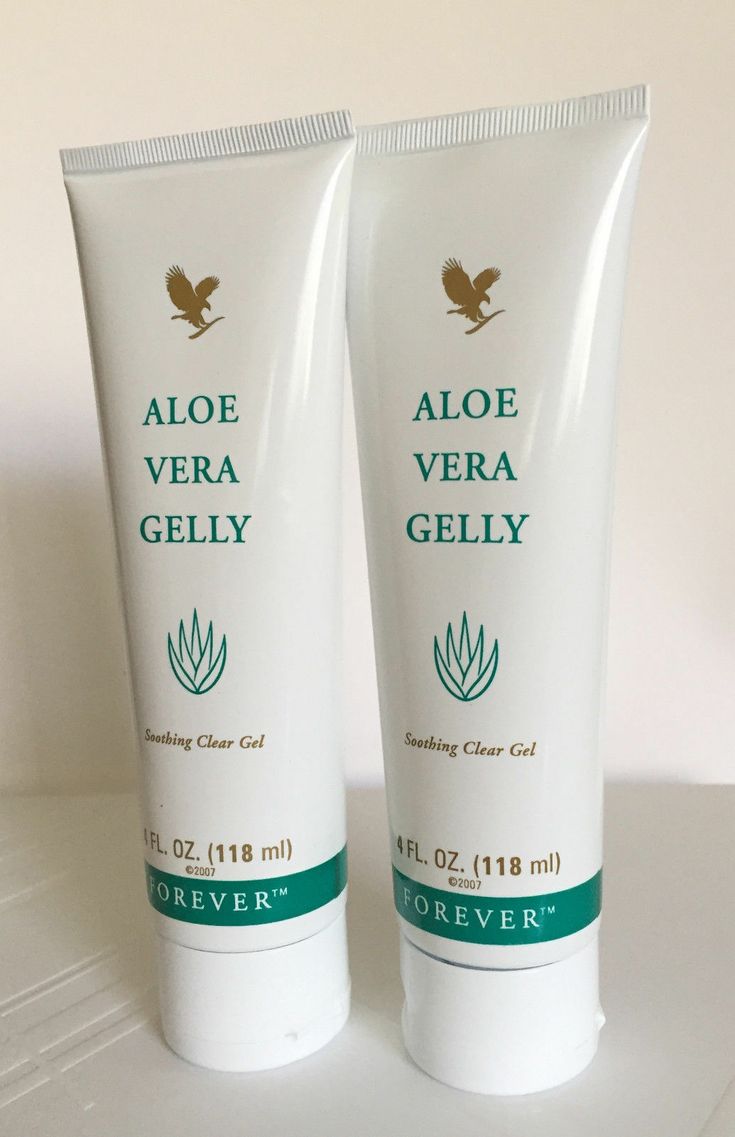 ALOE
VERA
GELLY
Soothing Clear Gel
4 FL. OZ. (118 ml)
©2007
FOREVER™
ALOE
VERA
GELLY
Soothing Clear Gel
4 FL. OZ. (118 ml)
©2007
FOREVER™